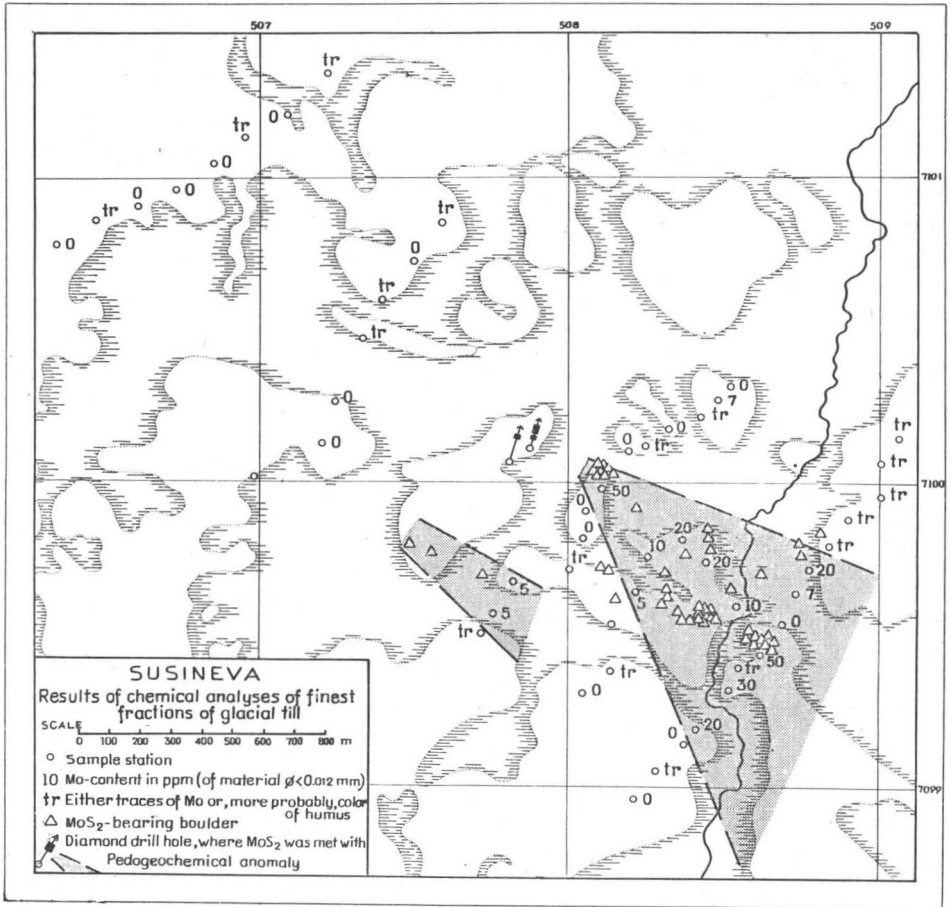 507 508 509
tr
0
tr
7801
0
0
0
tr
tr
0
0
tr
tr
0
0
7
tr
0
0
0
tr
tr
tr
7100
50
0
tr
20
0
tr
10
tr
20
20
5
5
7
5
10
0
tr
50
tr
tr
30
0
20
0
tr
7099
0
SUSINEVA
Results of chemical analyses of finest
fractions of glacial till
SCALE
0 100 200 300 400 500 600 700 800 m
Sample station
10 Mo-content in ppm (of material ø<0.012 mm)
tr Either traces of Mo or, more probably, color
of humus
MoS2-bearing boulder
Diamond drill hole, where MoS2 was met with
Pedogeochemical anomaly